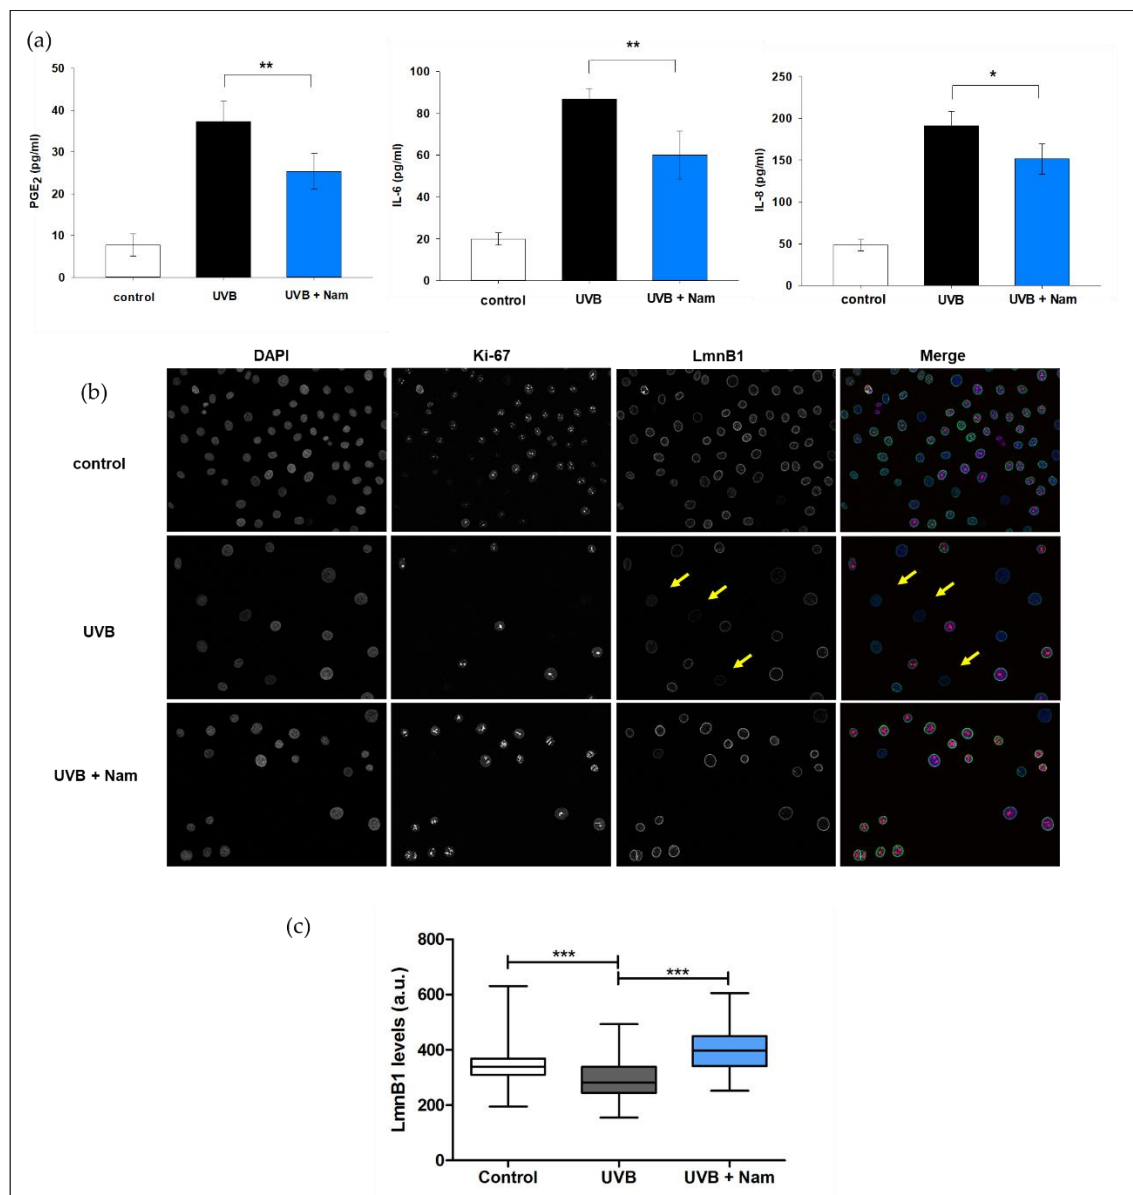 (a)
50
40
30
20
10
0
PGE2 (pg/ml)
**
control UVB UVB + Nam
100
80
60
40
20
0
IL-6 (pg/ml)
**
control UVB UVB + Nam
250
200
150
100
50
0
IL-8 (pg/ml)
*
control UVB UVB + Nam
(b)
DAPI Ki-67 LmnB1 Merge
control
UVB
UVB + Nam
(c)
800
600
400
200
0
LmnB1 levels (a.u.)
***
***
Control UVB UVB + Nam